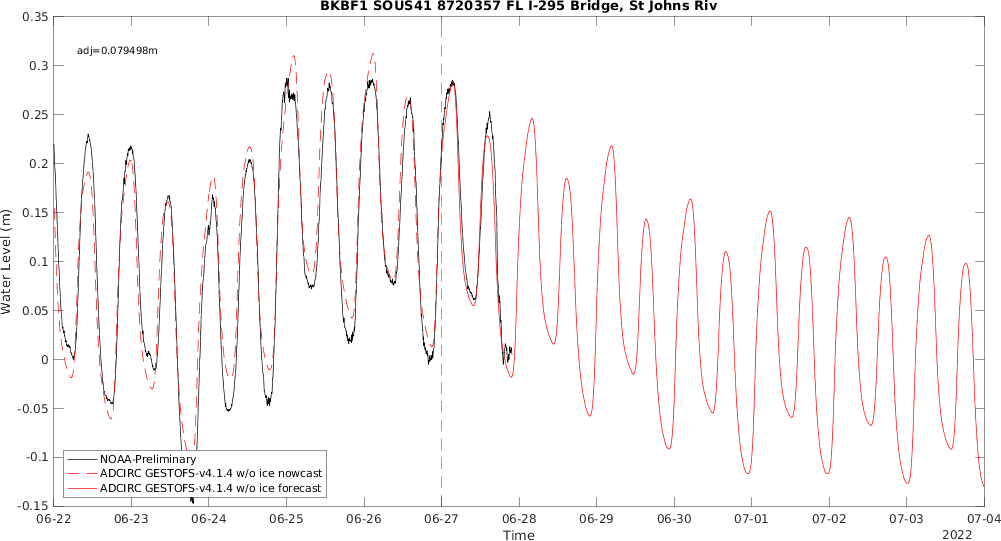 BKBF1 SOUS41 8720357 FL I-295 Bridge, St Johns Riv
0.35
adj=0.079498m
0.3
0.25
0.2
0.15
0.1
0.05
0
-0.05
-0.1
-0.15
Water Level (m)
NOAA-Preliminary
ADCIRC GESTOFS-v4.1.4 w/o ice nowcast
ADCIRC GESTOFS-v4.1.4 w/o ice forecast
06-22 06-23 06-24 06-25 06-26 06-27 06-28 06-29 06-30 07-01 07-02 07-03 07-04
Time
2022